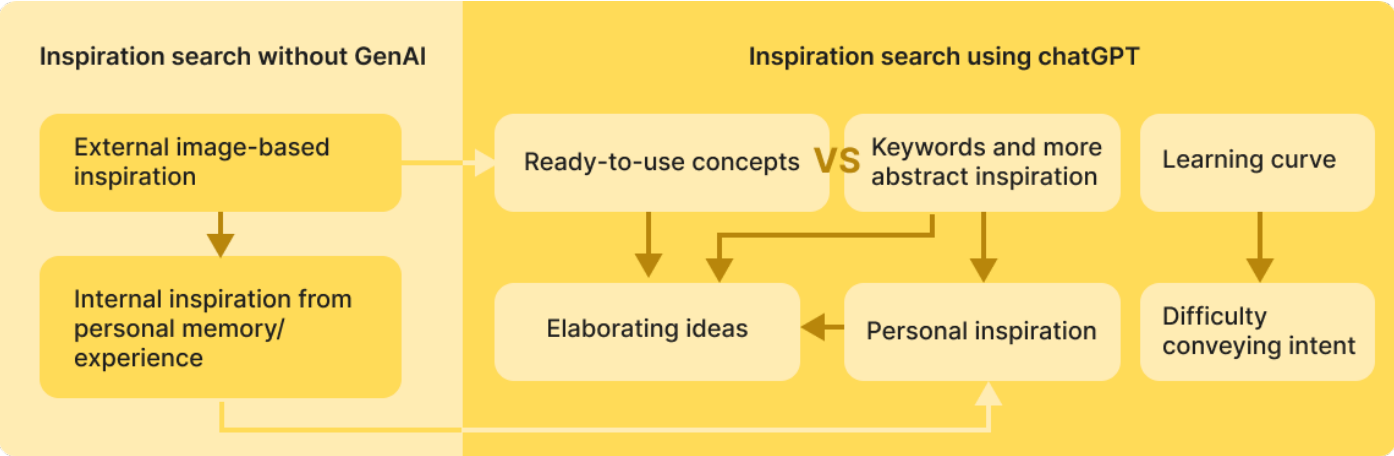 Inspiration search without GenAI
Inspiration search using chatGPT
External image-based
inspiration
Ready-to-use concepts
VS
Keywords and more
abstract inspiration
Learning curve
Internal inspiration from
personal memory/
experience
Elaborating ideas
Personal inspiration
Difficulty
conveying intent